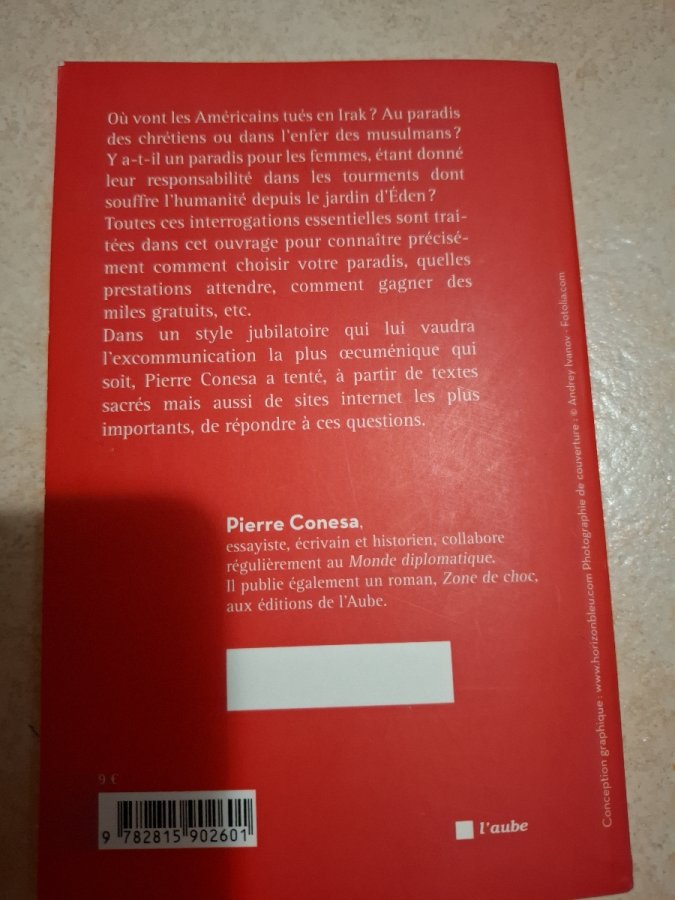 Où vont les Américains tués en Irak ? Au paradis
des chrétiens ou dans l'enfer des musulmans ?
Y a-t-il un paradis pour les femmes, étant donné
leur responsabilité dans les tourments dont
souffre l'humanité depuis le jardin d'Éden ?
Toutes ces interrogations essentielles sont trai-
tées dans cet ouvrage pour connaître précisé-
ment comment choisir votre paradis, quelles
prestations attendre, comment gagner des
miles gratuits, etc.
Dans un style jubilatoire qui lui vaudra
l'excommunication la plus œcuménique qui
soit, Pierre Conesa a tenté, à partir de textes
sacrés mais aussi de sites internet les plus
importants, de répondre à ces questions.
Pierre Conesa,
essayiste, écrivain et historien, collabore
régulièrement au Monde diplomatique.
Il publie également un roman, Zone de choc,
aux éditions de l'Aube.
9 €
9 782815 902601
l'aube
Conception graphique : www.horizonbleu.com Photographie de couverture : © Andrey Ivanov - Fotolia.com